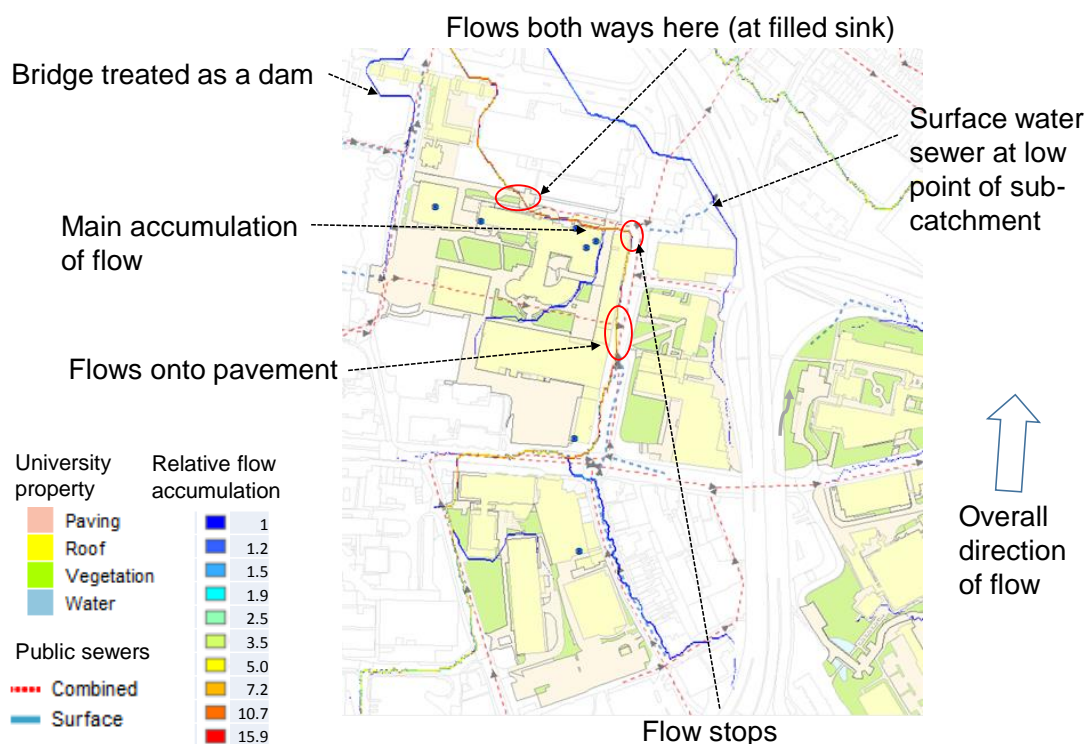 Flows both ways here (at filled sink)
Bridge treated as a dam
Surface water
sewer at low
point of sub-
catchment
Main accumulation
of flow
Flows onto pavement
University
property
Paving
Roof
Vegetation
Water
Public sewers
Combined
Surface
Relative flow
accumulation
1
1.2
1.5
1.9
2.5
3.5
5.0
7.2
10.7
15.9
Overall
direction
of flow
Flow stops